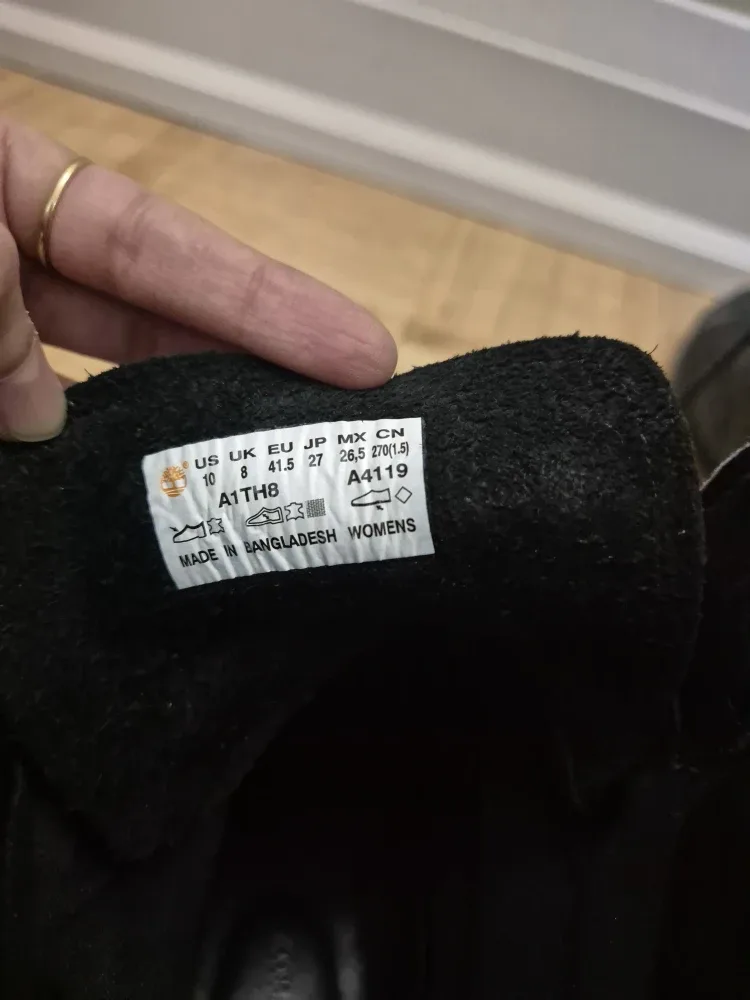 US UK EU JP MX CN
10 8 41.5 27 26,5 270(1.5)
A1TH8 A4119
MADE IN BANGLADESH WOMENS